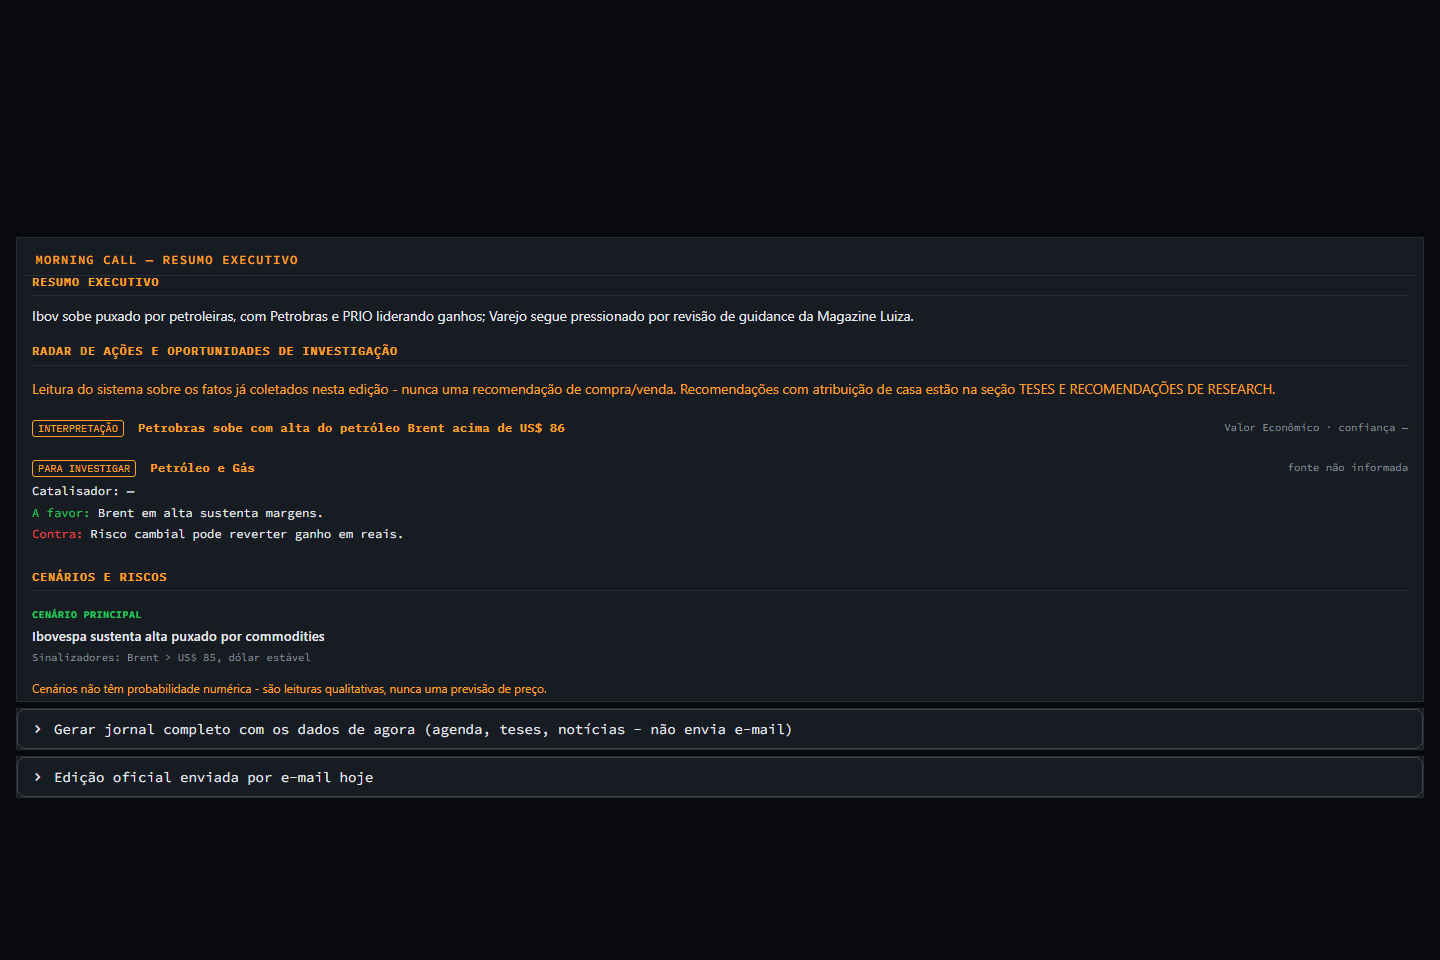 MORNING CALL — RESUMO EXECUTIVO
RESUMO EXECUTIVO
Ibov sobe puxado por petroleiras, com Petrobras e PRIO liderando ganhos; Varejo segue pressionado por revisão de guidance da Magazine Luiza.
RADAR DE AÇÕES E OPORTUNIDADES DE INVESTIGAÇÃO
Leitura do sistema sobre os fatos já coletados nesta edição - nunca uma recomendação de compra/venda. Recomendações com atribuição de casa estão na seção TESES E RECOMENDAÇÕES DE RESEARCH.
INTERPRETAÇÃO Petrobras sobe com alta do petróleo Brent acima de US$ 86 Valor Econômico · confiança —
PARA INVESTIGAR Petróleo e Gás fonte não informada
Catalisador: —
A favor: Brent em alta sustenta margens.
Contra: Risco cambial pode reverter ganho em reais.
CENÁRIOS E RISCOS
CENÁRIO PRINCIPAL
Ibovespa sustenta alta puxado por commodities
Sinalizadores: Brent > US$ 85, dólar estável
Cenários não têm probabilidade numérica - são leituras qualitativas, nunca uma previsão de preço.
Gerar jornal completo com os dados de agora (agenda, teses, notícias - não envia e-mail)
Edição oficial enviada por e-mail hoje